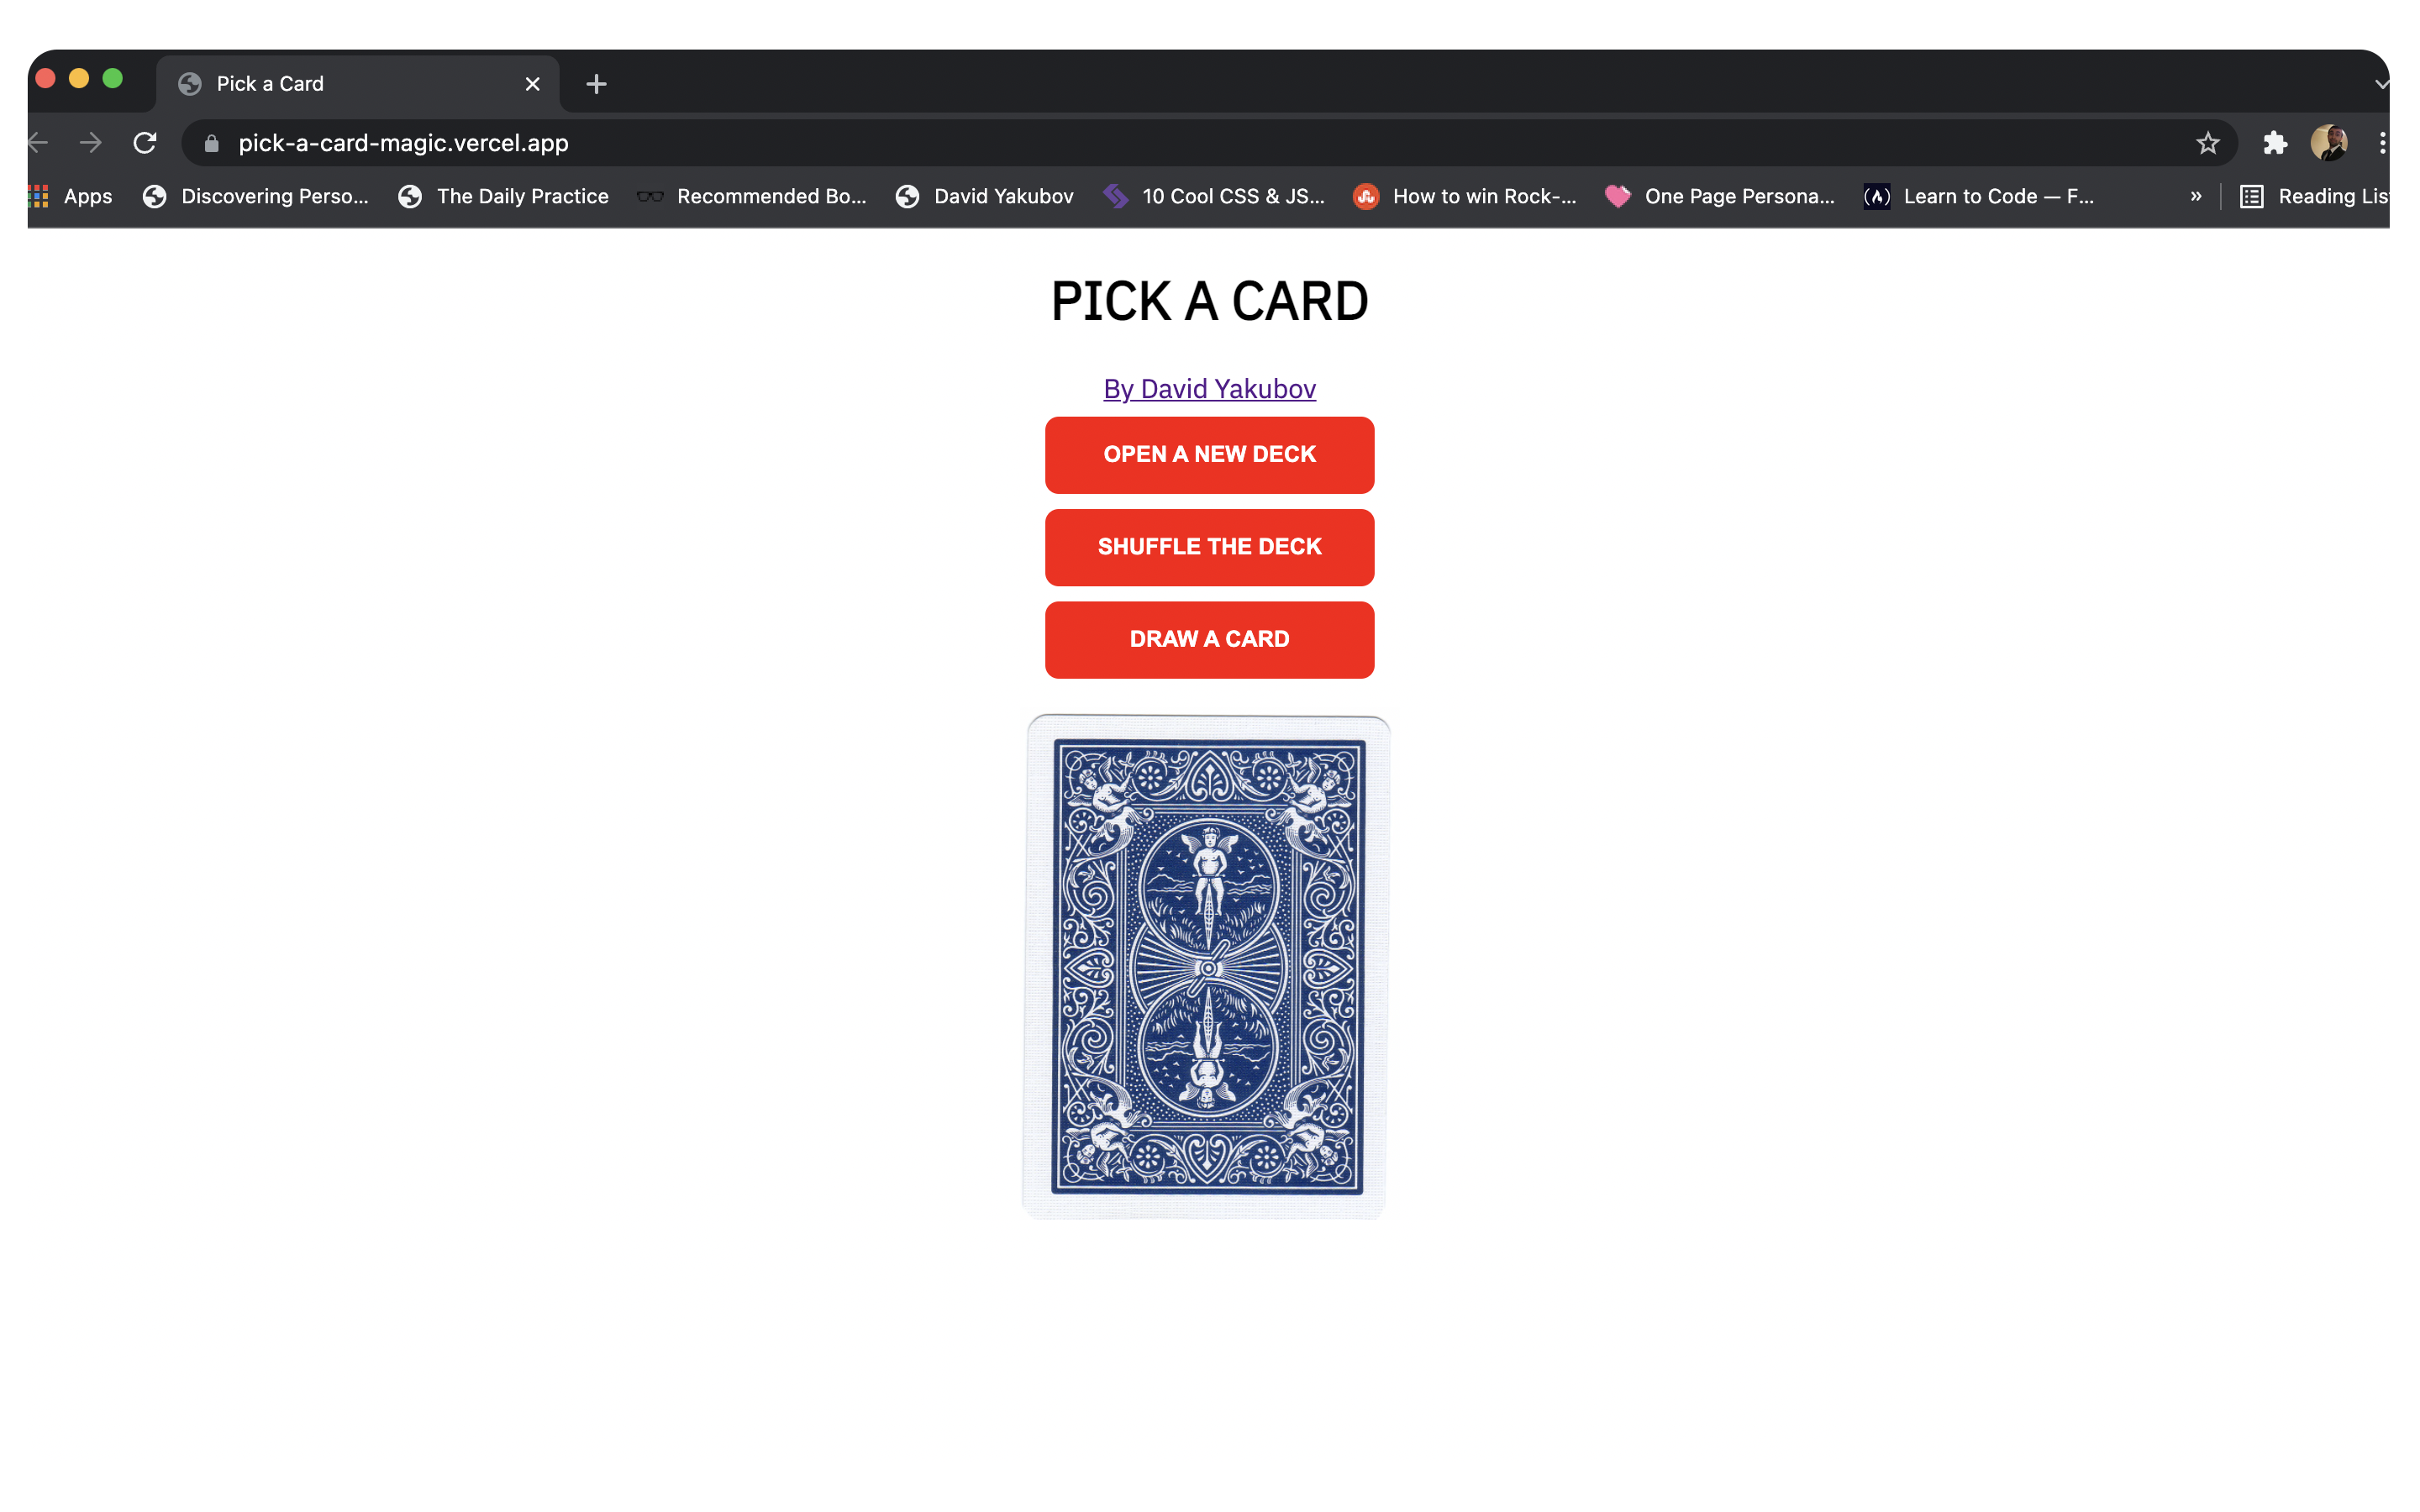 Pick a Card
pick-a-card-magic.vercel.app
Apps Discovering Perso... The Daily Practice Recommended Bo... David Yakubov 10 Cool CSS & JS... How to win Rock-... One Page Persona... Learn to Code — F... » Reading Lis
PICK A CARD
By David Yakubov
OPEN A NEW DECK
SHUFFLE THE DECK
DRAW A CARD